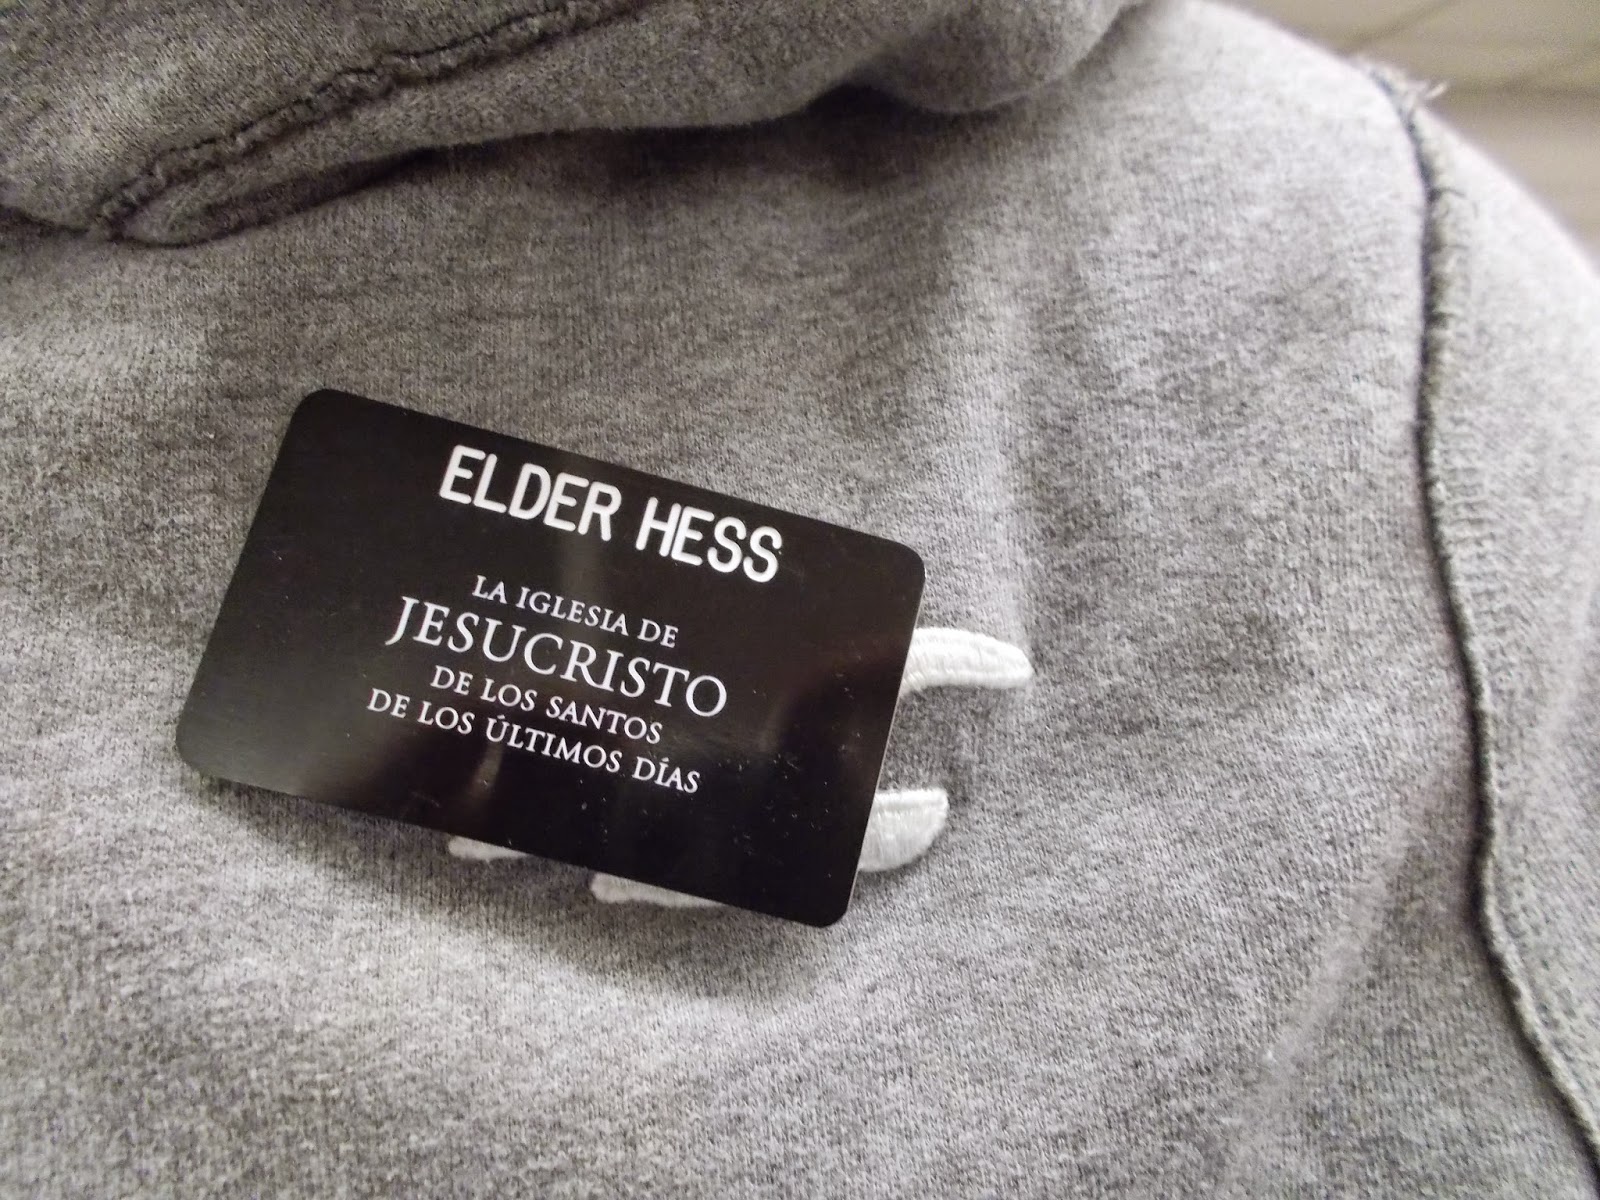 ELDER HESS
LA IGLESIA DE
JESUCRISTO
DE LOS SANTOS
DE LOS ÚLTIMOS DÍAS